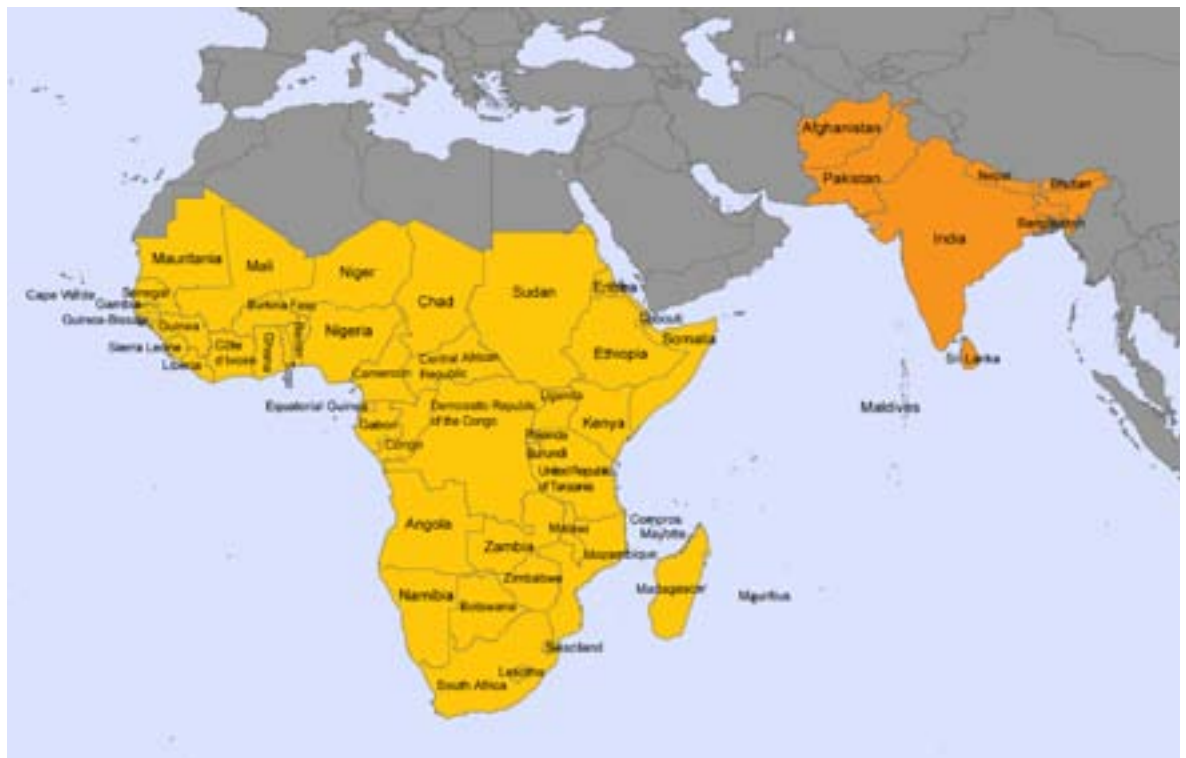 Afghanistan
Pakistan
Nepal
Bhutan
Bangladesh
India
Sri Lanka
Maldives
Mauritania
Mali
Niger
Chad
Sudan
Eritrea
Djibouti
Somalia
Ethiopia
Cape Verde
Senegal
Gambia
Guinea-Bissau
Guinea
Sierra Leone
Liberia
Côte
d'Ivoire
Burkina Faso
Ghana
Togo
Benin
Nigeria
Cameroon
Central African
Republic
Equatorial Guinea
Gabon
Congo
Democratic Republic
of the Congo
Uganda
Kenya
Rwanda
Burundi
United Republic
of Tanzania
Angola
Zambia
Malawi
Mozambique
Comoros
Mayotte
Zimbabwe
Namibia
Botswana
Madagascar
Mauritius
Swaziland
Lesotho
South Africa